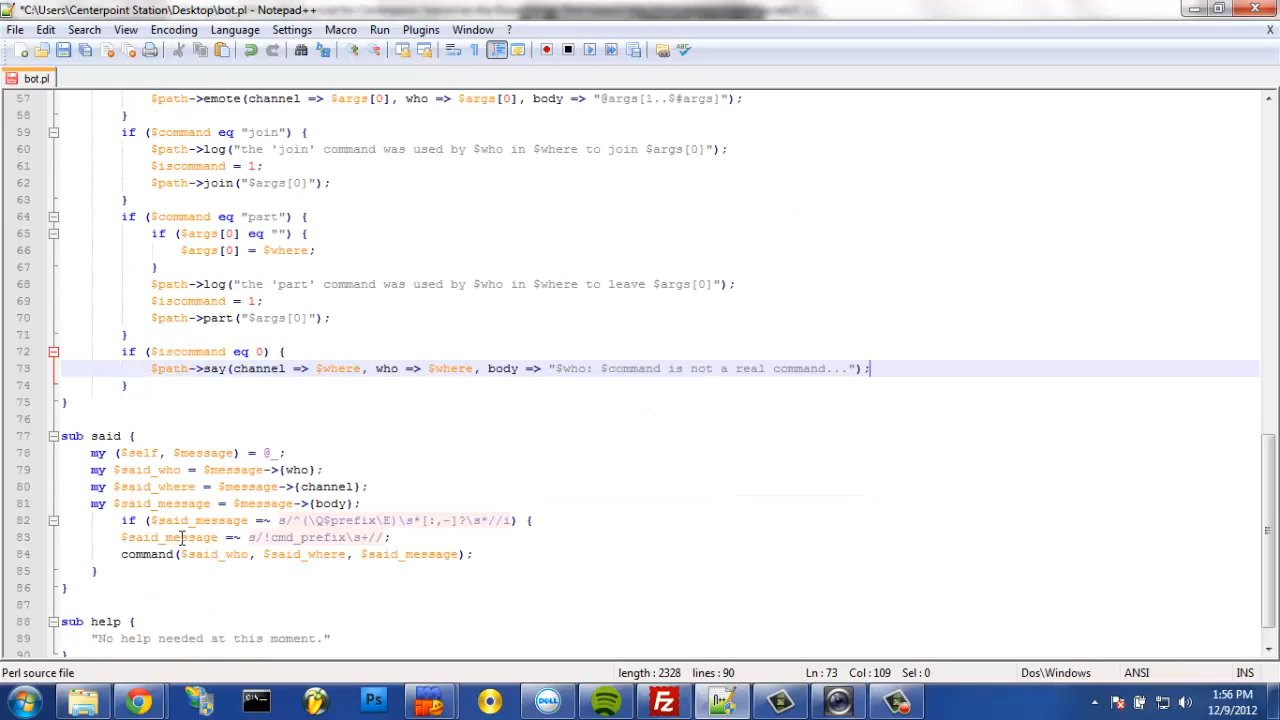 *C:\Users\Centerpoint Station\Desktop\bot.pl - Notepad++
File Edit Search View Encoding Language Settings Macro Run Plugins Window ? X
bot.pl
57 $path->emote(channel => $args[0], who => $args[0], body => "@args[1..$#args]");
58 }
59 if ($command eq "join") {
60 $path->log("the 'join' command was used by $who in $where to join $args[0]");
61 $iscommand = 1;
62 $path->join("$args[0]");
63 }
64 if ($command eq "part") {
65 if ($args[0] eq "") {
66 $args[0] = $where;
67 }
68 $path->log("the 'part' command was used by $who in $where to leave $args[0]");
69 $iscommand = 1;
70 $path->part("$args[0]");
71 }
72 if ($iscommand eq 0) {
73 $path->say(channel => $where, who => $where, body => "$who: $command is not a real command...");
74 }
75 }
76
77 sub said {
78 my ($self, $message) = @_;
79 my $said_who = $message->{who};
80 my $said_where = $message->{channel};
81 my $said_message = $message->{body};
82 if ($said_message =~ s/^(\Q$prefix\E)\s*[:,-]?\s*//i) {
83 $said_message =~ s/!cmd_prefix\s+//;
84 command($said_who, $said_where, $said_message);
85 }
86 }
87
88 sub help {
89 "No help needed at this moment."
90 }
Perl source file length : 2328 lines : 90 Ln : 73 Col : 109 Sel : 0 Dos\Windows ANSI INS
Ps DELL Fz
1:56 PM
12/9/2012